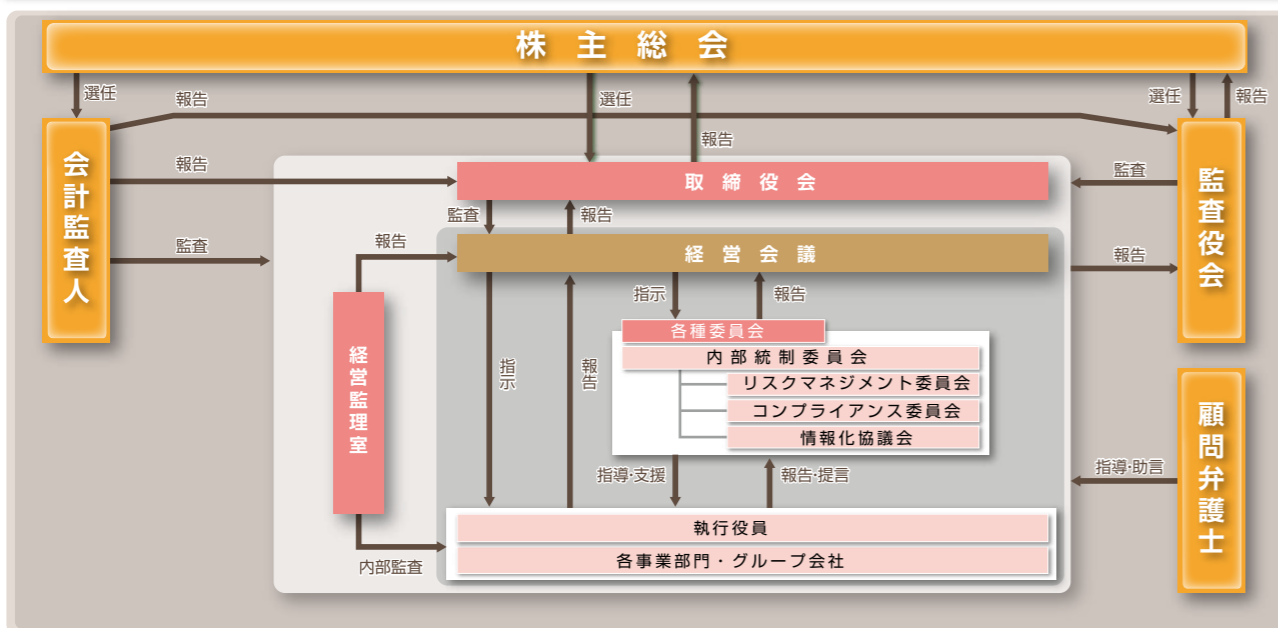 株主総会
選任
報告
選任
報告
選任
報告
会計監査人
報告
監査
取締役会
監査
報告
監査役会
監査
報告
報告
経営会議
経営監理室
指示
報告
指示
報告
各種委員会
内部統制委員会
リスクマネジメント委員会
コンプライアンス委員会
情報化協議会
指導・支援
報告・提言
指導・助言
顧問弁護士
内部監査
執行役員
各事業部門・グループ会社